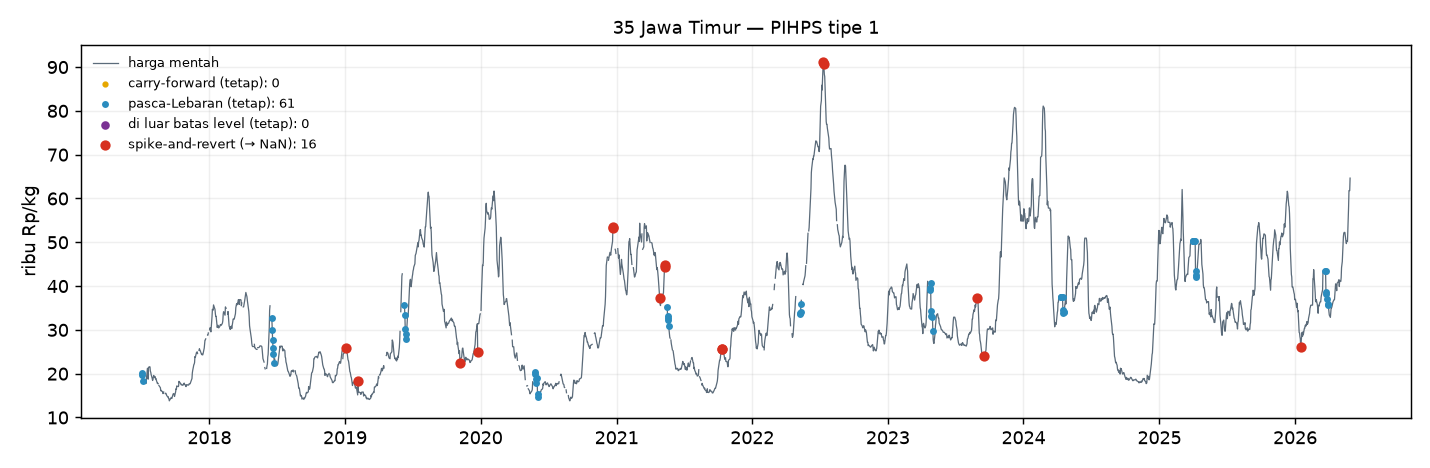 35 Jawa Timur — PIHPS tipe 1
harga mentah
carry-forward (tetap): 0
pasca-Lebaran (tetap): 61
di luar batas level (tetap): 0
spike-and-revert (→ NaN): 16
ribu Rp/kg
90
80
70
60
50
40
30
20
10
2018 2019 2020 2021 2022 2023 2024 2025 2026